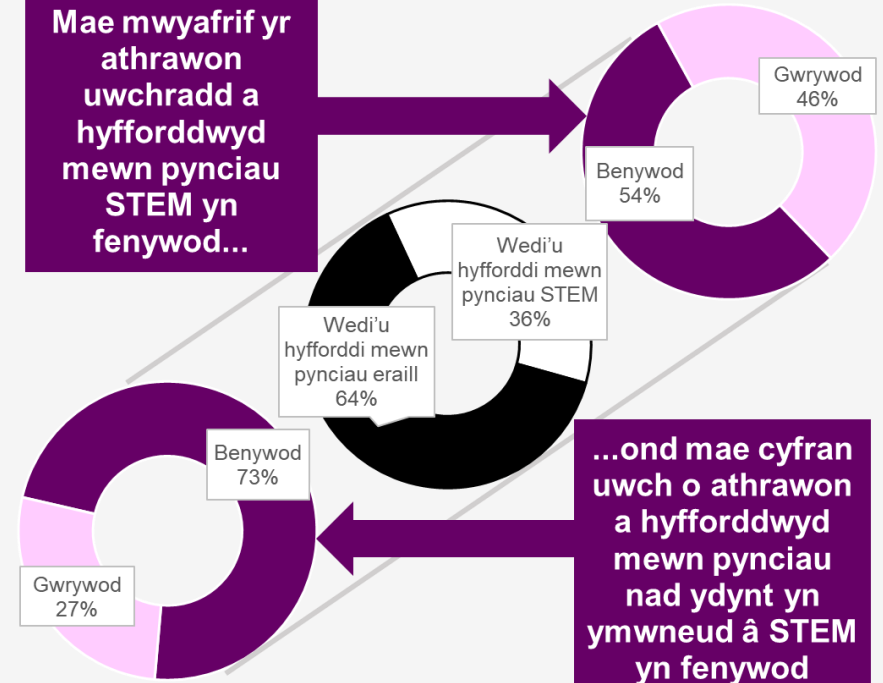 Mae mwyafrif yr
athrawon
uwchradd a
hyfforddwyd
mewn pynciau
STEM yn
fenywod...
Gwrywod
46%
Benywod
54%
Wedi’u
hyfforddi mewn
pynciau STEM
36%
Wedi’u
hyfforddi mewn
pynciau eraill
64%
Benywod
73%
Gwrywod
27%
...ond mae cyfran
uwch o athrawon
a hyfforddwyd
mewn pynciau
nad ydynt yn
ymwneud â STEM
yn fenywod